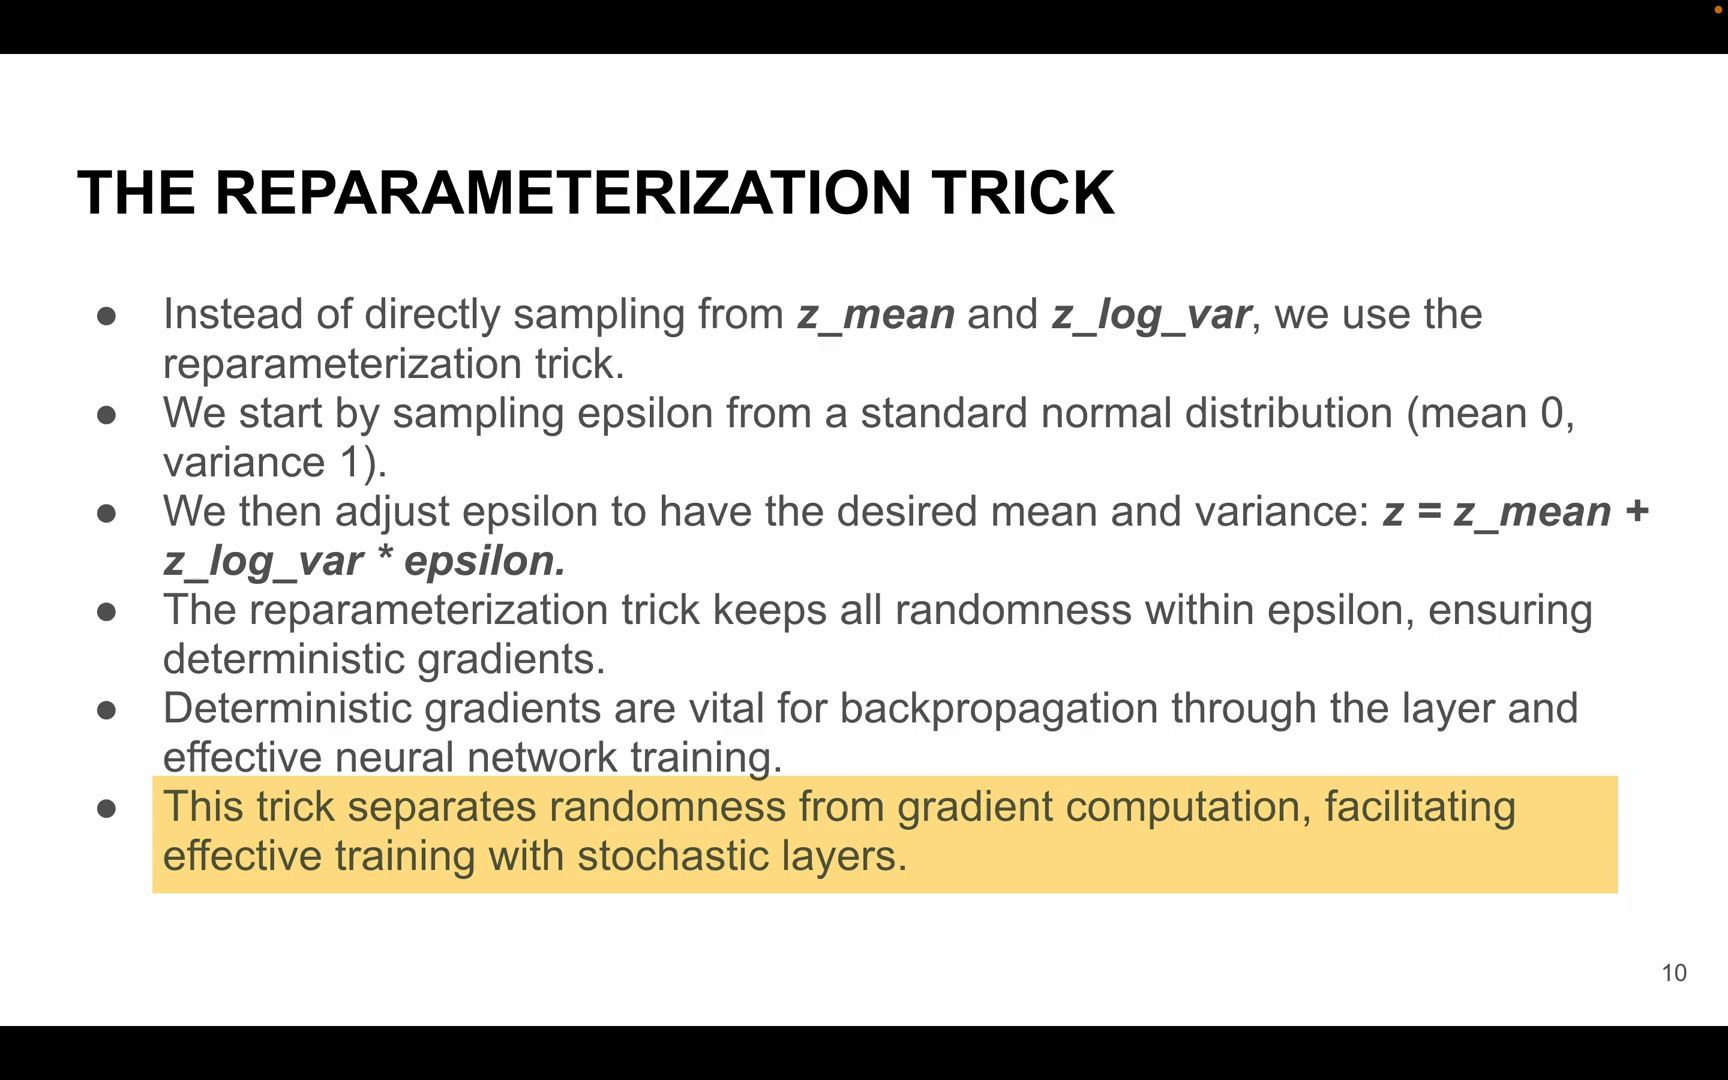 THE REPARAMETERIZATION TRICK
● Instead of directly sampling from z_mean and z_log_var, we use the
reparameterization trick.
● We start by sampling epsilon from a standard normal distribution (mean 0,
variance 1).
● We then adjust epsilon to have the desired mean and variance: z = z_mean +
z_log_var * epsilon.
● The reparameterization trick keeps all randomness within epsilon, ensuring
deterministic gradients.
● Deterministic gradients are vital for backpropagation through the layer and
effective neural network training.
● This trick separates randomness from gradient computation, facilitating
effective training with stochastic layers.
10